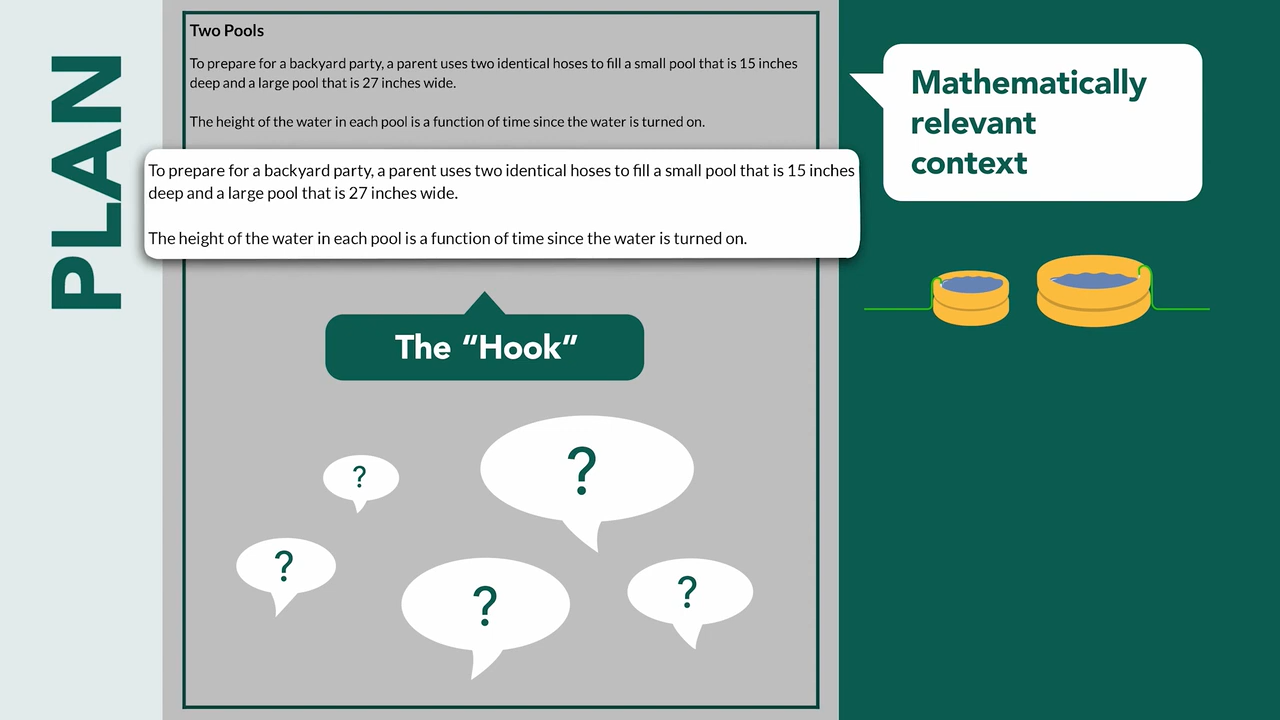 PLAN
Two Pools
To prepare for a backyard party, a parent uses two identical hoses to fill a small pool that is 15 inches
deep and a large pool that is 27 inches wide.
The height of the water in each pool is a function of time since the water is turned on.
To prepare for a backyard party, a parent uses two identical hoses to fill a small pool that is 15 inches
deep and a large pool that is 27 inches wide.
The height of the water in each pool is a function of time since the water is turned on.
The “Hook”
?
?
?
?
?
Mathematically
relevant
context